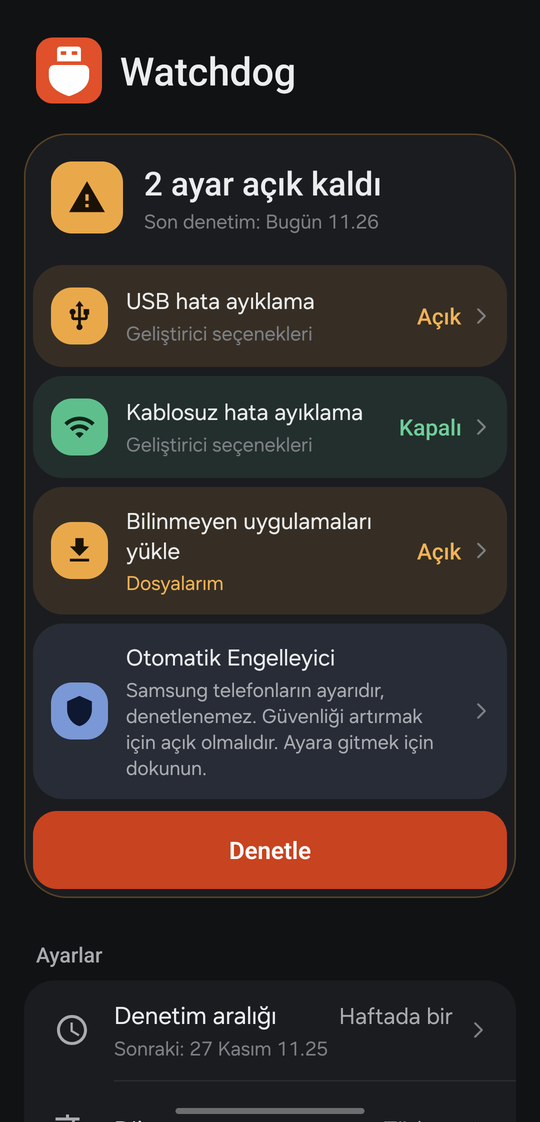 Watchdog
2 ayar açık kaldı
Son denetim: Bugün 11.26
USB hata ayıklama
Geliştirici seçenekleri
Açık
Kablosuz hata ayıklama
Geliştirici seçenekleri
Kapalı
Bilinmeyen uygulamaları
yükle
Dosyalarım
Açık
Otomatik Engelleyici
Samsung telefonların ayarıdır,
denetlenemez. Güvenliği artırmak
için açık olmalıdır. Ayara gitmek için
dokunun.
Denetle
Ayarlar
Denetim aralığı
Haftada bir
Sonraki: 27 Kasım 11.25